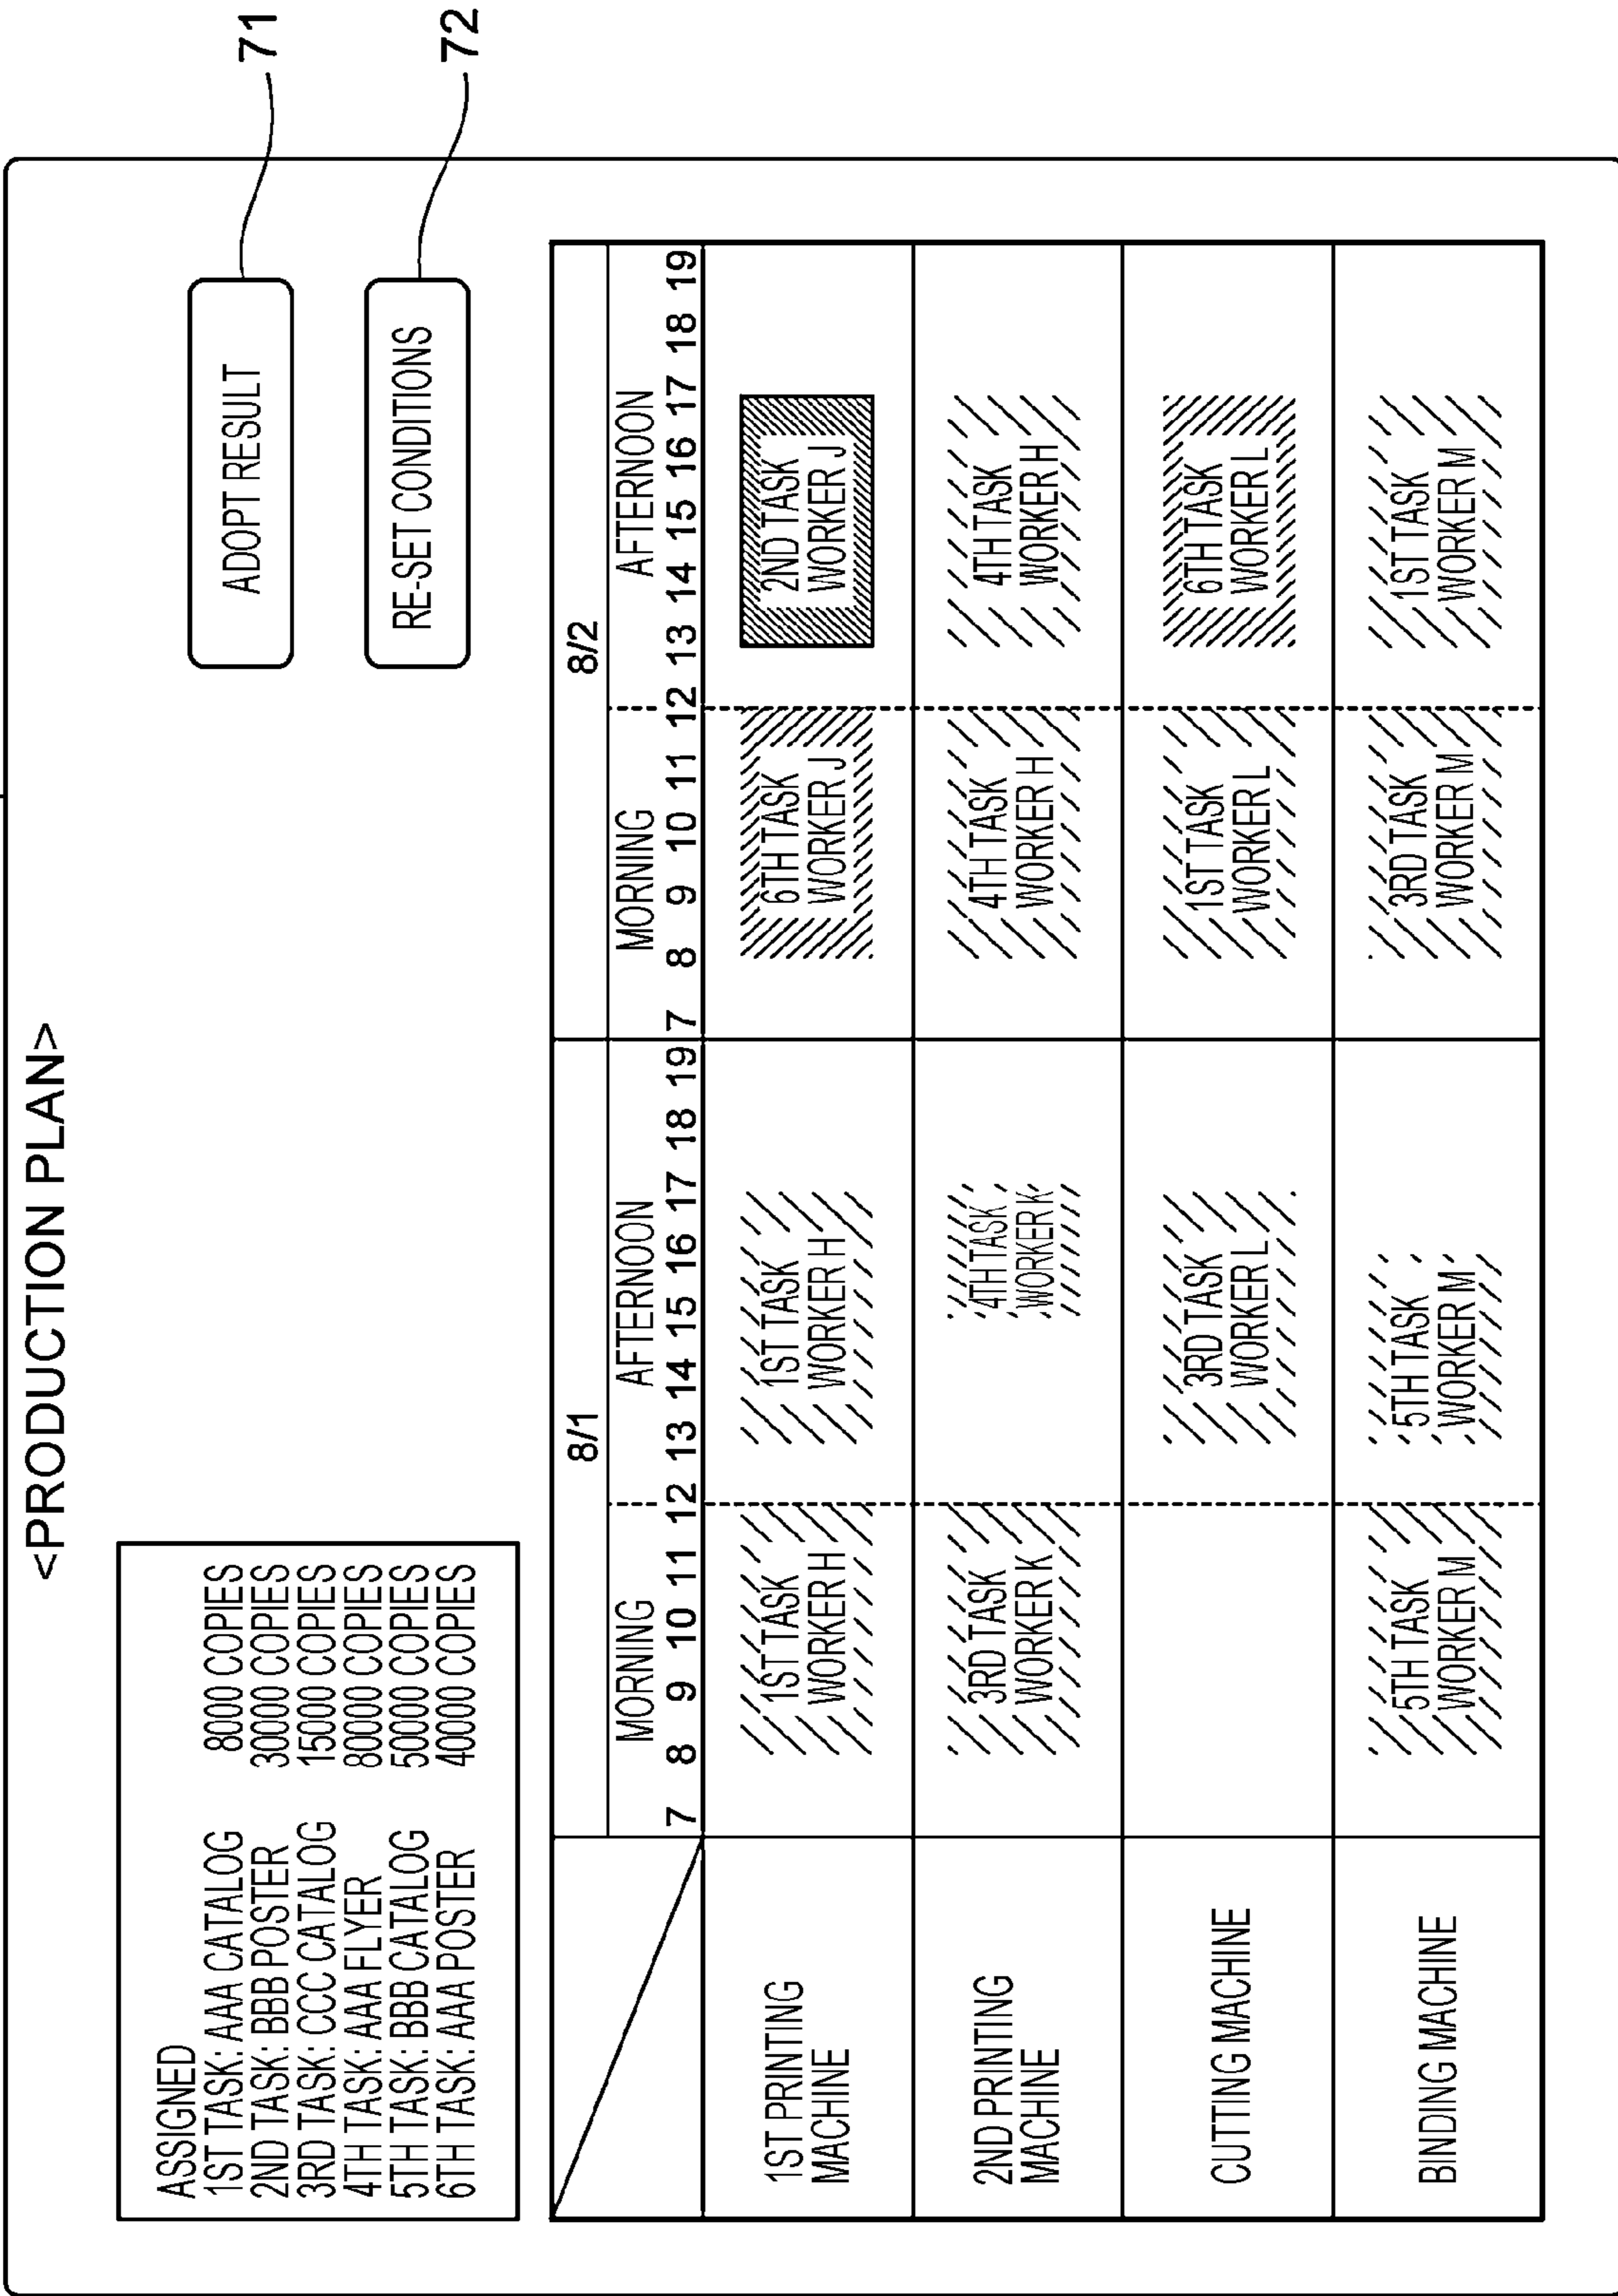 <PRODUCTION PLAN>
ASSIGNED
1ST TASK: AAA CATALOG 8000 COPIES
2ND TASK: BBB POSTER 30000 COPIES
3RD TASK: CCC CATALOG 15000 COPIES
4TH TASK: AAA FLYER 80000 COPIES
5TH TASK: BBB CATALOG 50000 COPIES
6TH TASK: AAA POSTER 40000 COPIES
ADOPT RESULT
71
RE-SET CONDITIONS
72
8/1 8/2
MORNING AFTERNOON MORNING AFTERNOON
7 8 9 10 11 12 13 14 15 16 17 18 19 7 8 9 10 11 12 13 14 15 16 17 18 19
1ST PRINTING
MACHINE
1ST TASK
WORKER H
1ST TASK
WORKER H
6TH TASK
WORKER J
2ND TASK
WORKER J
2ND PRINTING
MACHINE
3RD TASK
WORKER K
4TH TASK
WORKER K
4TH TASK
WORKER H
4TH TASK
WORKER H
CUTTING MACHINE
3RD TASK
WORKER L
1ST TASK
WORKER L
6TH TASK
WORKER L
BINDING MACHINE
5TH TASK
WORKER M
5TH TASK
WORKER M
3RD TASK
WORKER M
1ST TASK
WORKER M